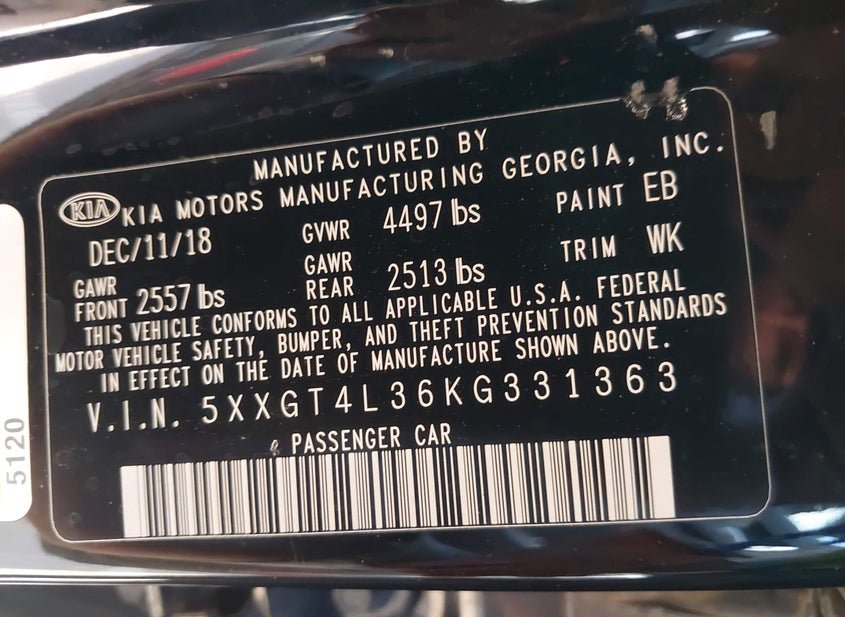 MANUFACTURED BY
KIA KIA MOTORS MANUFACTURING GEORGIA, INC.
DEC/11/18 GVWR 4497 lbs PAINT EB
GAWR FRONT 2557 lbs GAWR REAR 2513 lbs TRIM WK
THIS VEHICLE CONFORMS TO ALL APPLICABLE U.S.A. FEDERAL
MOTOR VEHICLE SAFETY, BUMPER, AND THEFT PREVENTION STANDARDS
IN EFFECT ON THE DATE OF MANUFACTURE SHOWN ABOVE.
V.I.N. 5XXGT4L36KG331363
PASSENGER CAR
5120